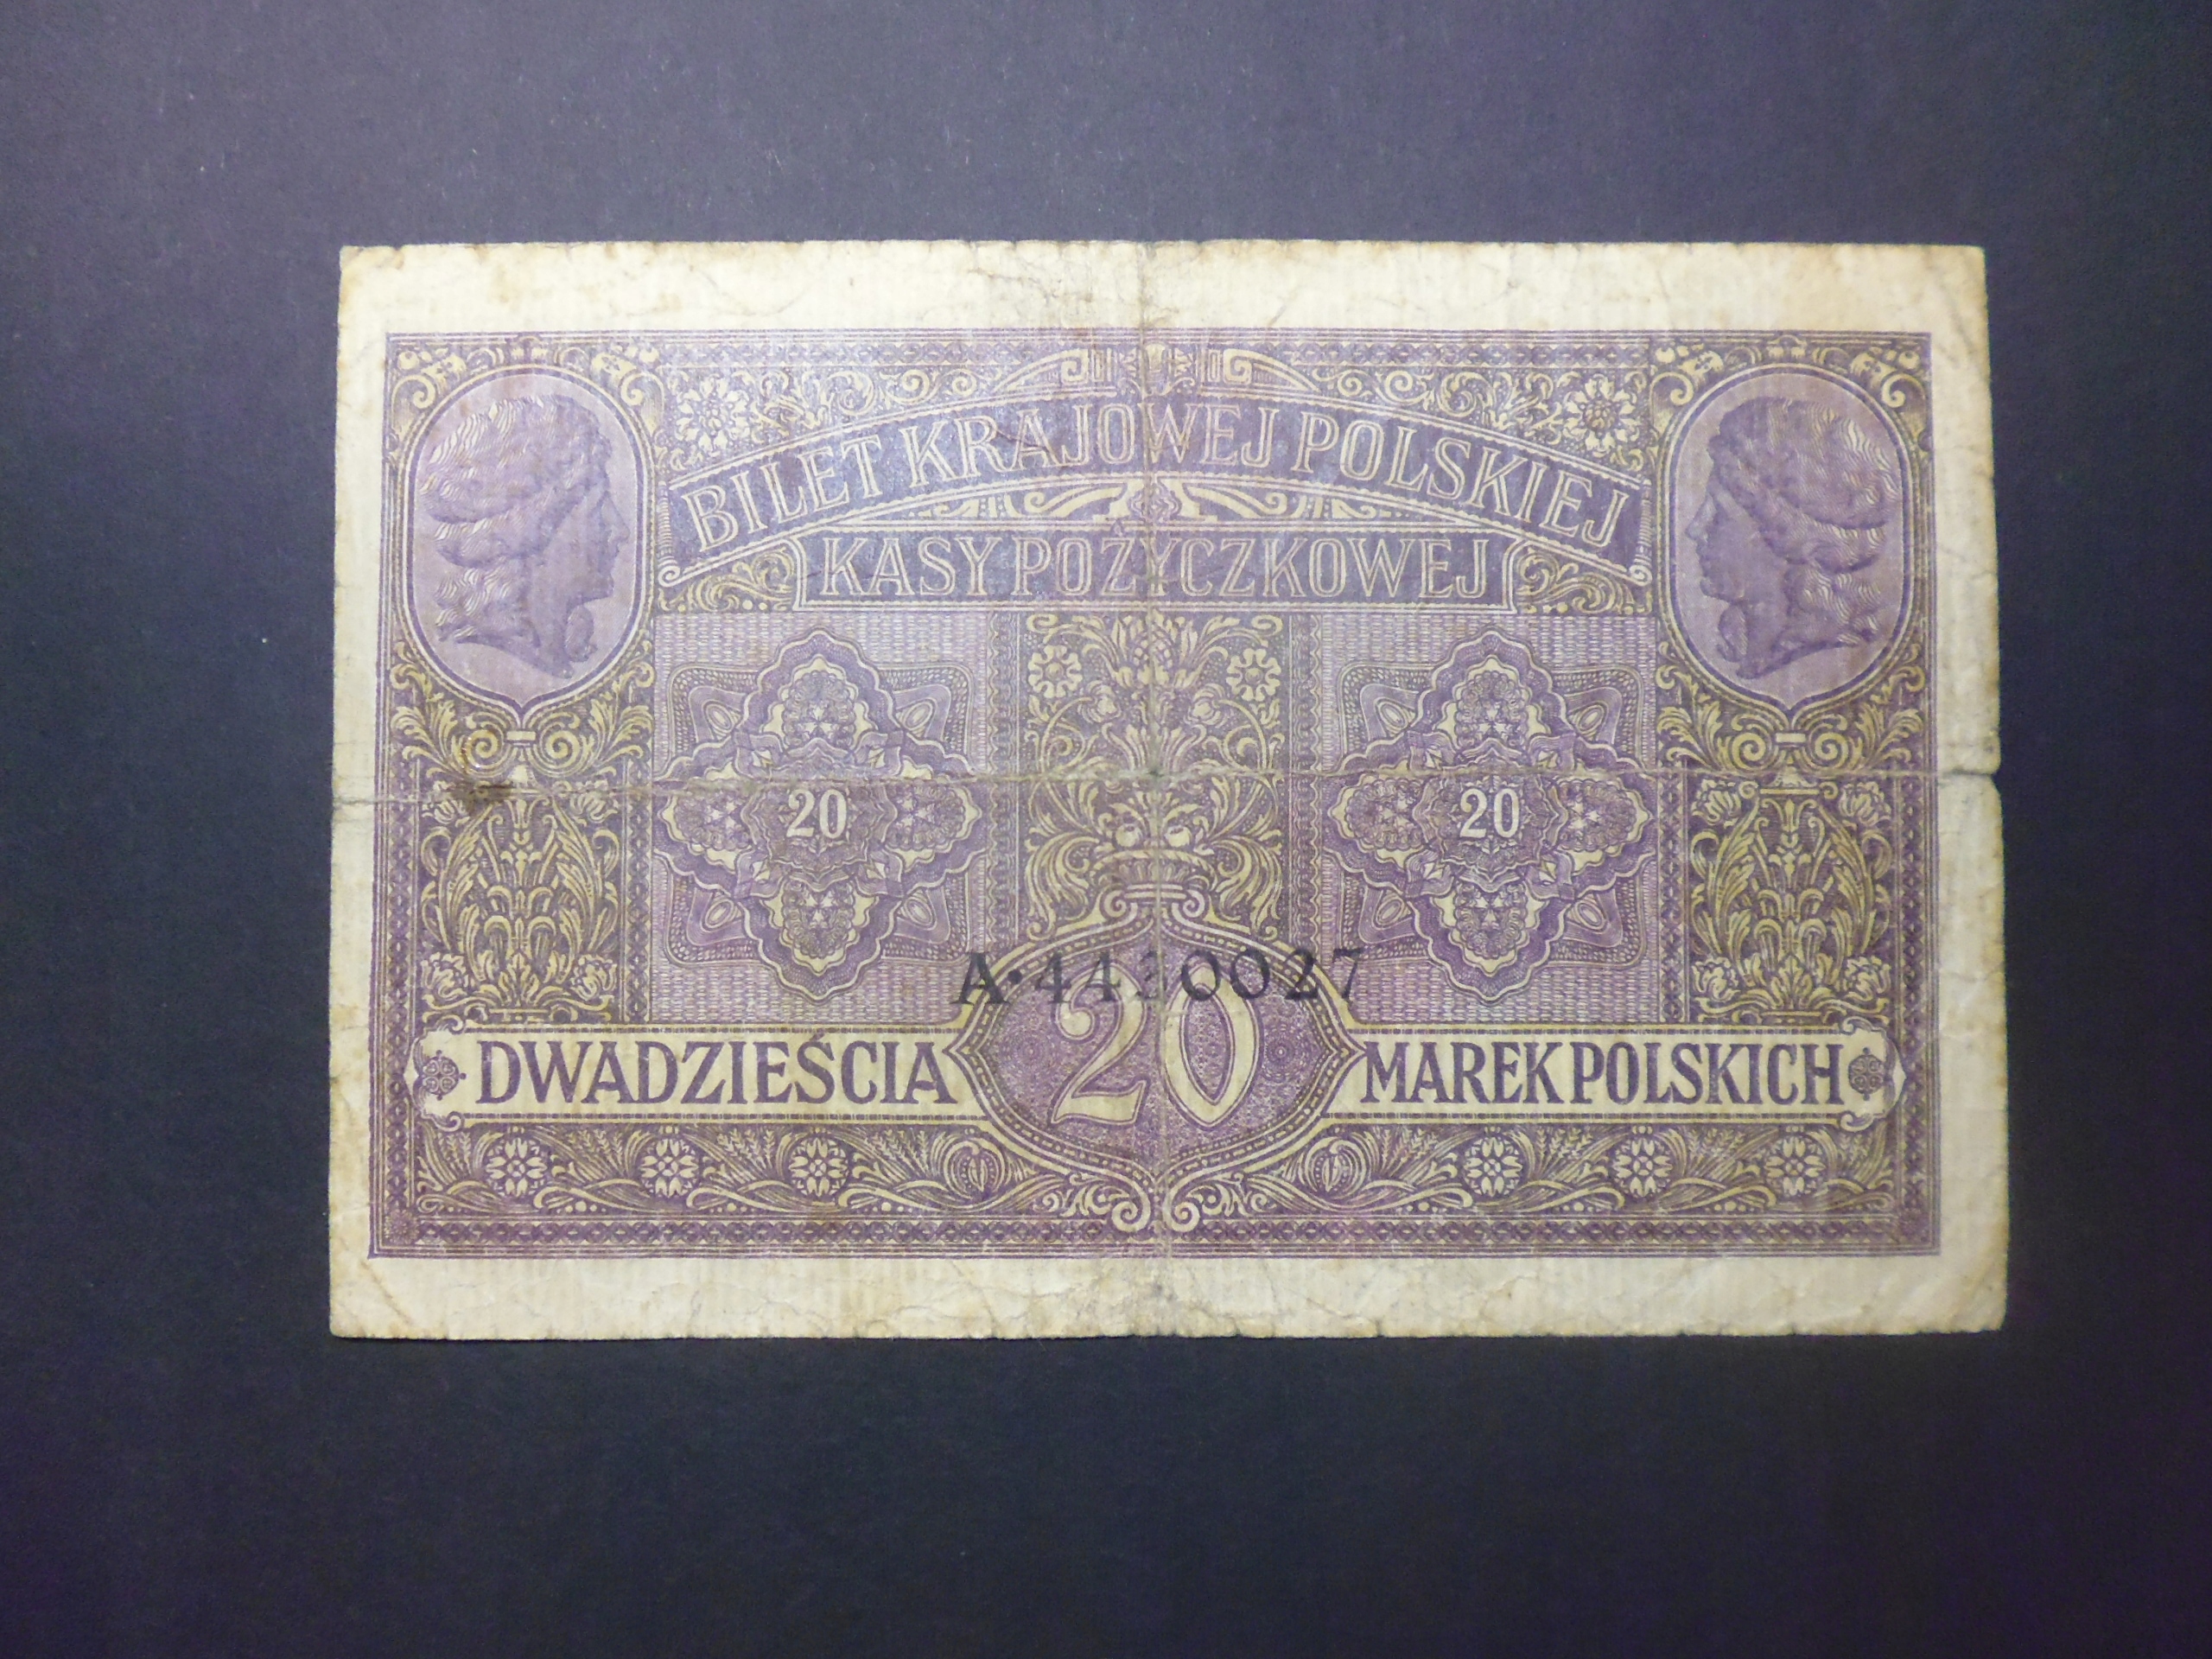 BILET KRAJOWEJ POLSKIEJ
KASY POŻYCZKOWEJ
20 20
DWADZIEŚCIA 20 MAREK POLSKICH